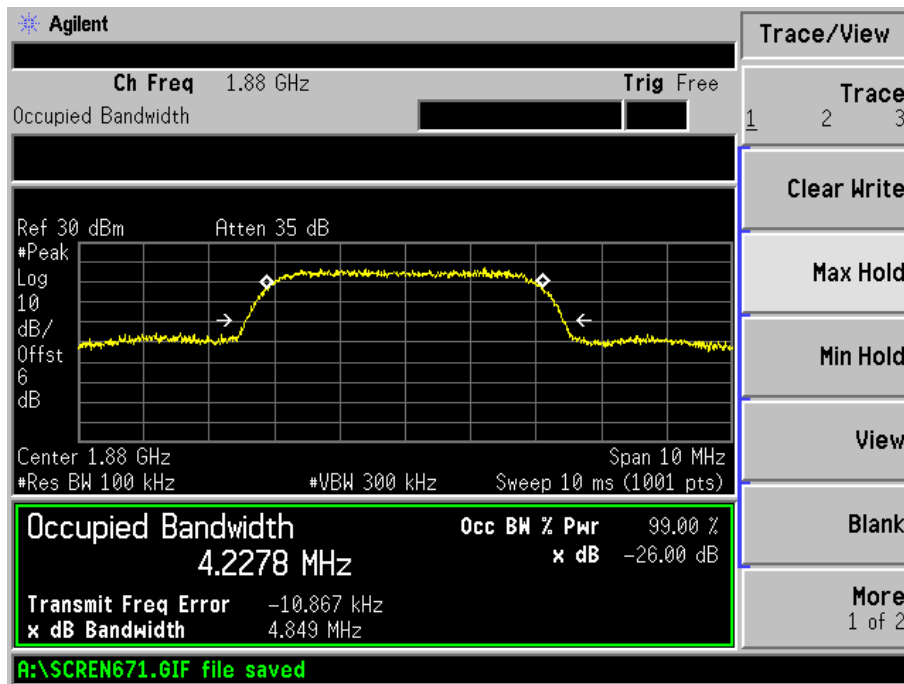 Agilent
Trace/View
Ch Freq 1.88 GHz Trig Free
Occupied Bandwidth
Trace
1 2 3
Clear Write
Ref 30 dBm Atten 35 dB
#Peak
Log
10
dB/
Offst
6
dB
Max Hold
Min Hold
View
Center 1.88 GHz Span 10 MHz
#Res BW 100 kHz #VBW 300 kHz Sweep 10 ms (1001 pts)
Occupied Bandwidth Occ BW % Pwr 99.00 %
4.2278 MHz x dB -26.00 dB
Blank
Transmit Freq Error -10.867 kHz
x dB Bandwidth 4.849 MHz
More
1 of 2
A:\SCREN671.GIF file saved